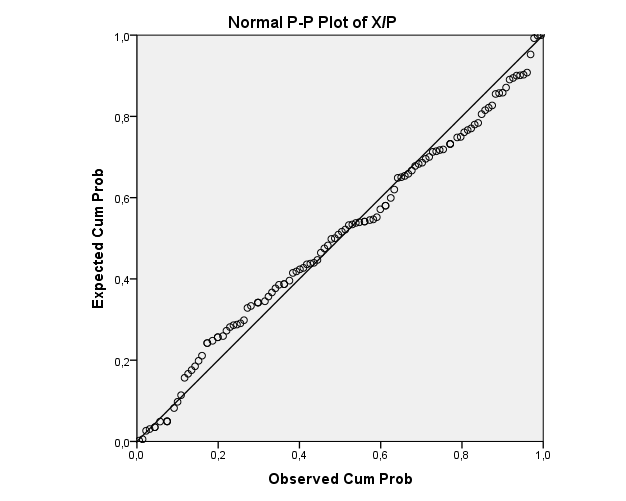 Normal P-P Plot of X/P
1,0
0,8
0,6
0,4
0,2
0,0
Expected Cum Prob
0,0 0,2 0,4 0,6 0,8 1,0
Observed Cum Prob